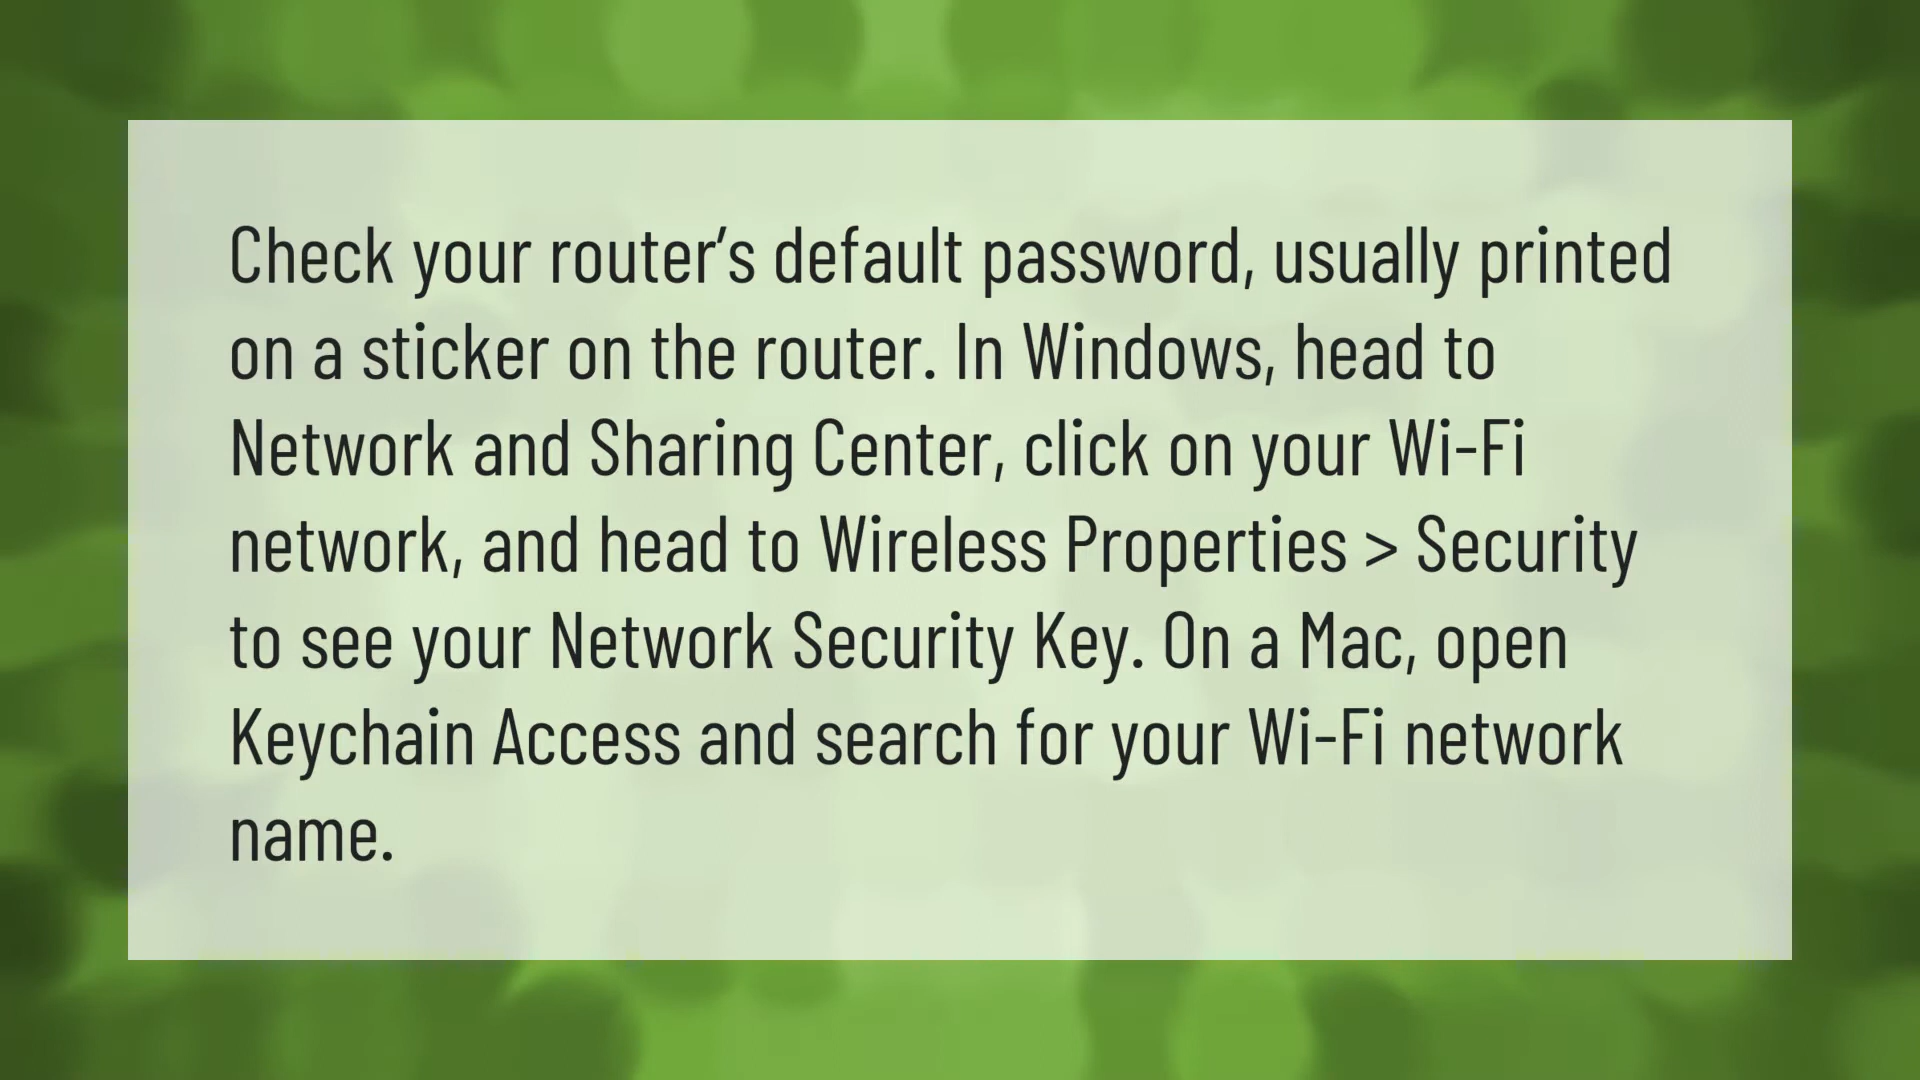 Check your router’s default password, usually printed
on a sticker on the router. In Windows, head to
Network and Sharing Center, click on your Wi-Fi
network, and head to Wireless Properties > Security
to see your Network Security Key. On a Mac, open
Keychain Access and search for your Wi-Fi network
name.